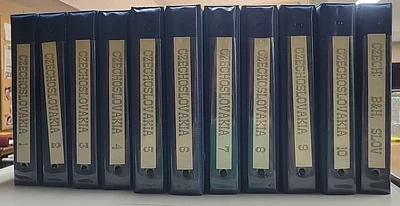 CZECHOSLOVAKIA 1
CZECHOSLOVAKIA 2
CZECHOSLOVAKIA 3
CZECHOSLOVAKIA 4
CZECHOSLOVAKIA 5
CZECHOSLOVAKIA 6
CZECHOSLOVAKIA 7
CZECHOSLOVAKIA 8
CZECHOSLOVAKIA 9
CZECHOSLOVAKIA 10
CZECH: B&M, SLOV